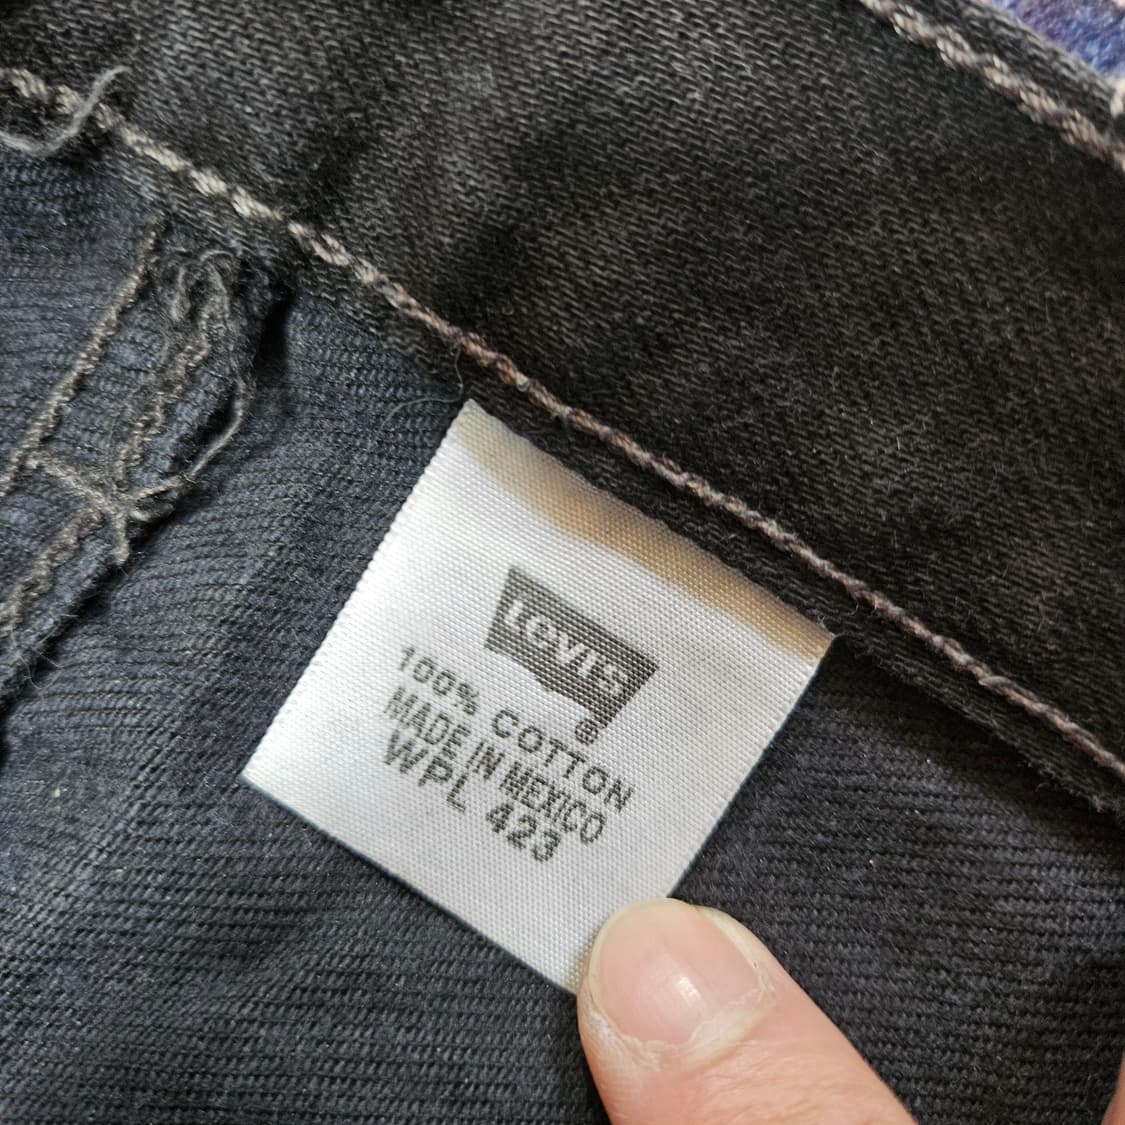 Levi's
®
100% COTTON
MADE IN MEXICO
WPL 423